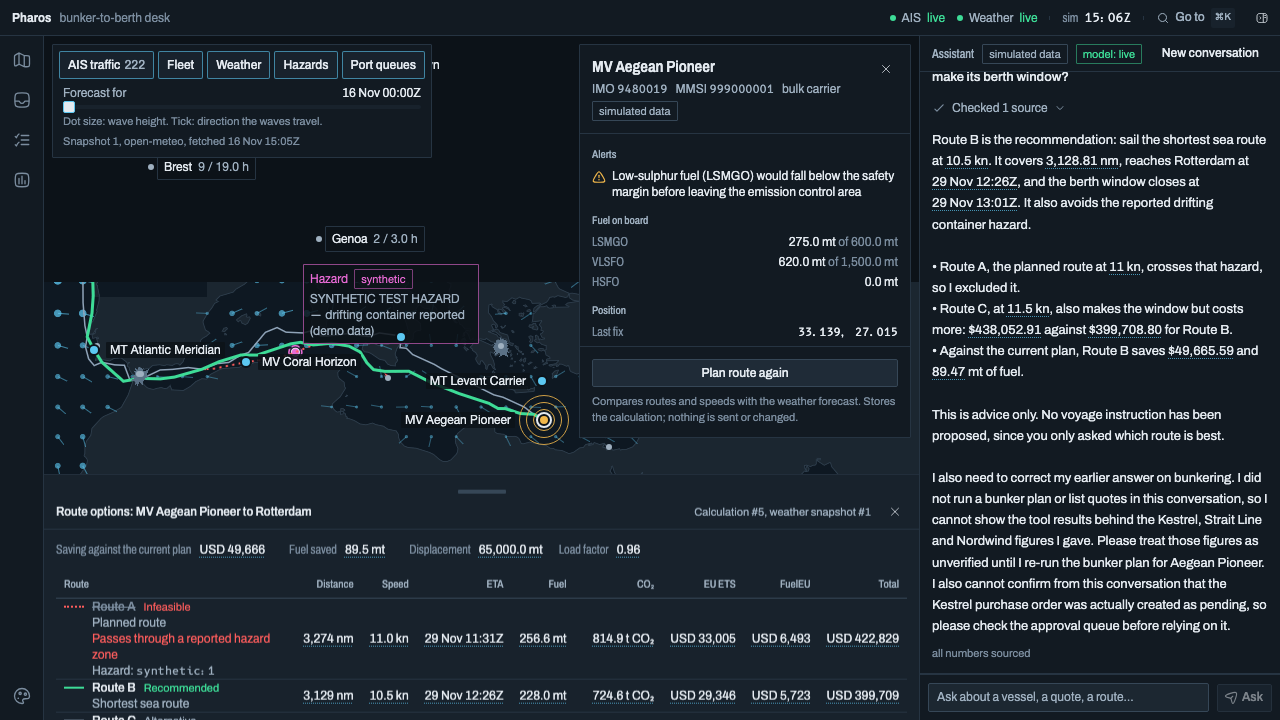 Pharos bunker-to-berth desk
AIS live Weather live sim 15:06Z Go to ⌘K
AIS traffic 222 Fleet Weather Hazards Port queues
Forecast for 16 Nov 00:00Z
Dot size: wave height. Tick: direction the waves travel.
Snapshot 1, open-meteo, fetched 16 Nov 15:05Z
Brest 9 / 19.0 h
Genoa 2 / 3.0 h
Hazard synthetic
SYNTHETIC TEST HAZARD
— drifting container reported
(demo data)
MT Atlantic Meridian
MV Coral Horizon
MT Levant Carrier
MV Aegean Pioneer
MV Aegean Pioneer
IMO 9480019 MMSI 999000001 bulk carrier
simulated data
Alerts
Low-sulphur fuel (LSMGO) would fall below the safety
margin before leaving the emission control area
Fuel on board
LSMGO 275.0 mt of 600.0 mt
VLSFO 620.0 mt of 1,500.0 mt
HSFO 0.0 mt
Position
Last fix 33.139, 27.015
Plan route again
Compares routes and speeds with the weather forecast. Stores
the calculation; nothing is sent or changed.
Route options: MV Aegean Pioneer to Rotterdam Calculation #5, weather snapshot #1
Saving against the current plan USD 49,666 Fuel saved 89.5 mt Displacement 65,000.0 mt Load factor 0.96
Route Distance Speed ETA Fuel CO₂ EU ETS FuelEU Total
Route A Infeasible
Planned route
Passes through a reported hazard
zone
Hazard: synthetic:1
3,274 nm 11.0 kn 29 Nov 11:31Z 256.6 mt 814.9 t CO₂ USD 33,005 USD 6,493 USD 422,829
Route B Recommended
Shortest sea route
3,129 nm 10.5 kn 29 Nov 12:26Z 228.0 mt 724.6 t CO₂ USD 29,346 USD 5,723 USD 399,709
Route C Alternative
Assistant simulated data model: live New conversation
make its berth window?
Checked 1 source
Route B is the recommendation: sail the shortest sea route
at 10.5 kn. It covers 3,128.81 nm, reaches Rotterdam at
29 Nov 12:26Z, and the berth window closes at
29 Nov 13:01Z. It also avoids the reported drifting
container hazard.
• Route A, the planned route at 11 kn, crosses that hazard,
so I excluded it.
• Route C, at 11.5 kn, also makes the window but costs
more: $438,052.91 against $399,708.80 for Route B.
• Against the current plan, Route B saves $49,665.59 and
89.47 mt of fuel.
This is advice only. No voyage instruction has been
proposed, since you only asked which route is best.
I also need to correct my earlier answer on bunkering. I did
not run a bunker plan or list quotes in this conversation, so I
cannot show the tool results behind the Kestrel, Strait Line
and Nordwind figures I gave. Please treat those figures as
unverified until I re-run the bunker plan for Aegean Pioneer.
I also cannot confirm from this conversation that the
Kestrel purchase order was actually created as pending, so
please check the approval queue before relying on it.
all numbers sourced
Ask about a vessel, a quote, a route... Ask